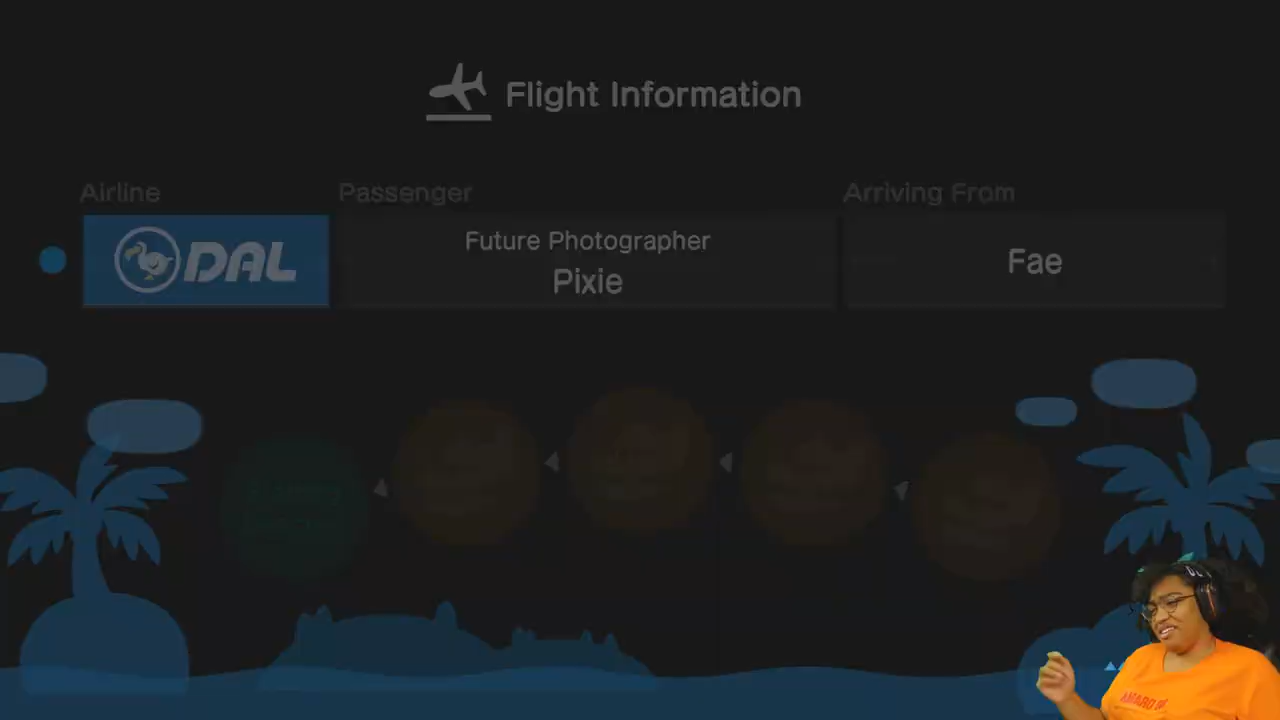 Flight Information
Airline
Passenger
Arriving From
DAL
Future Photographer
Pixie
Fae